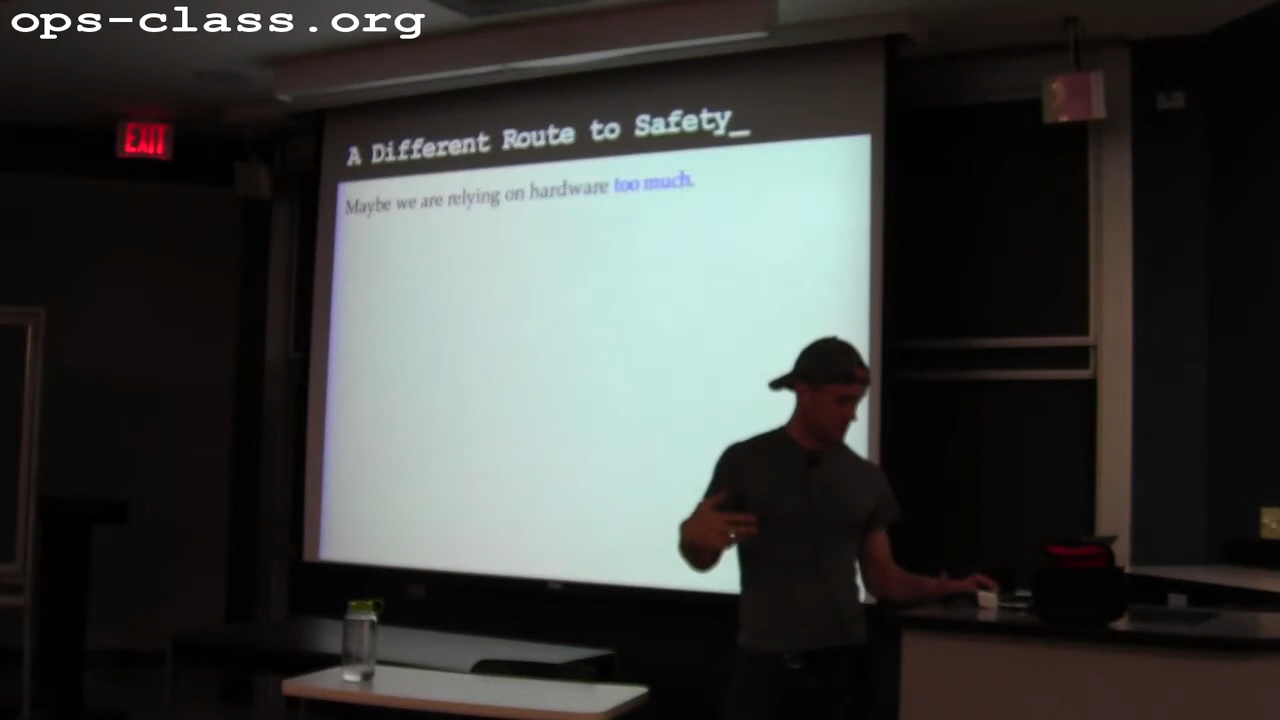 ops-class.org
EXIT
A Different Route to Safety_
Maybe we are relying on hardware too much.